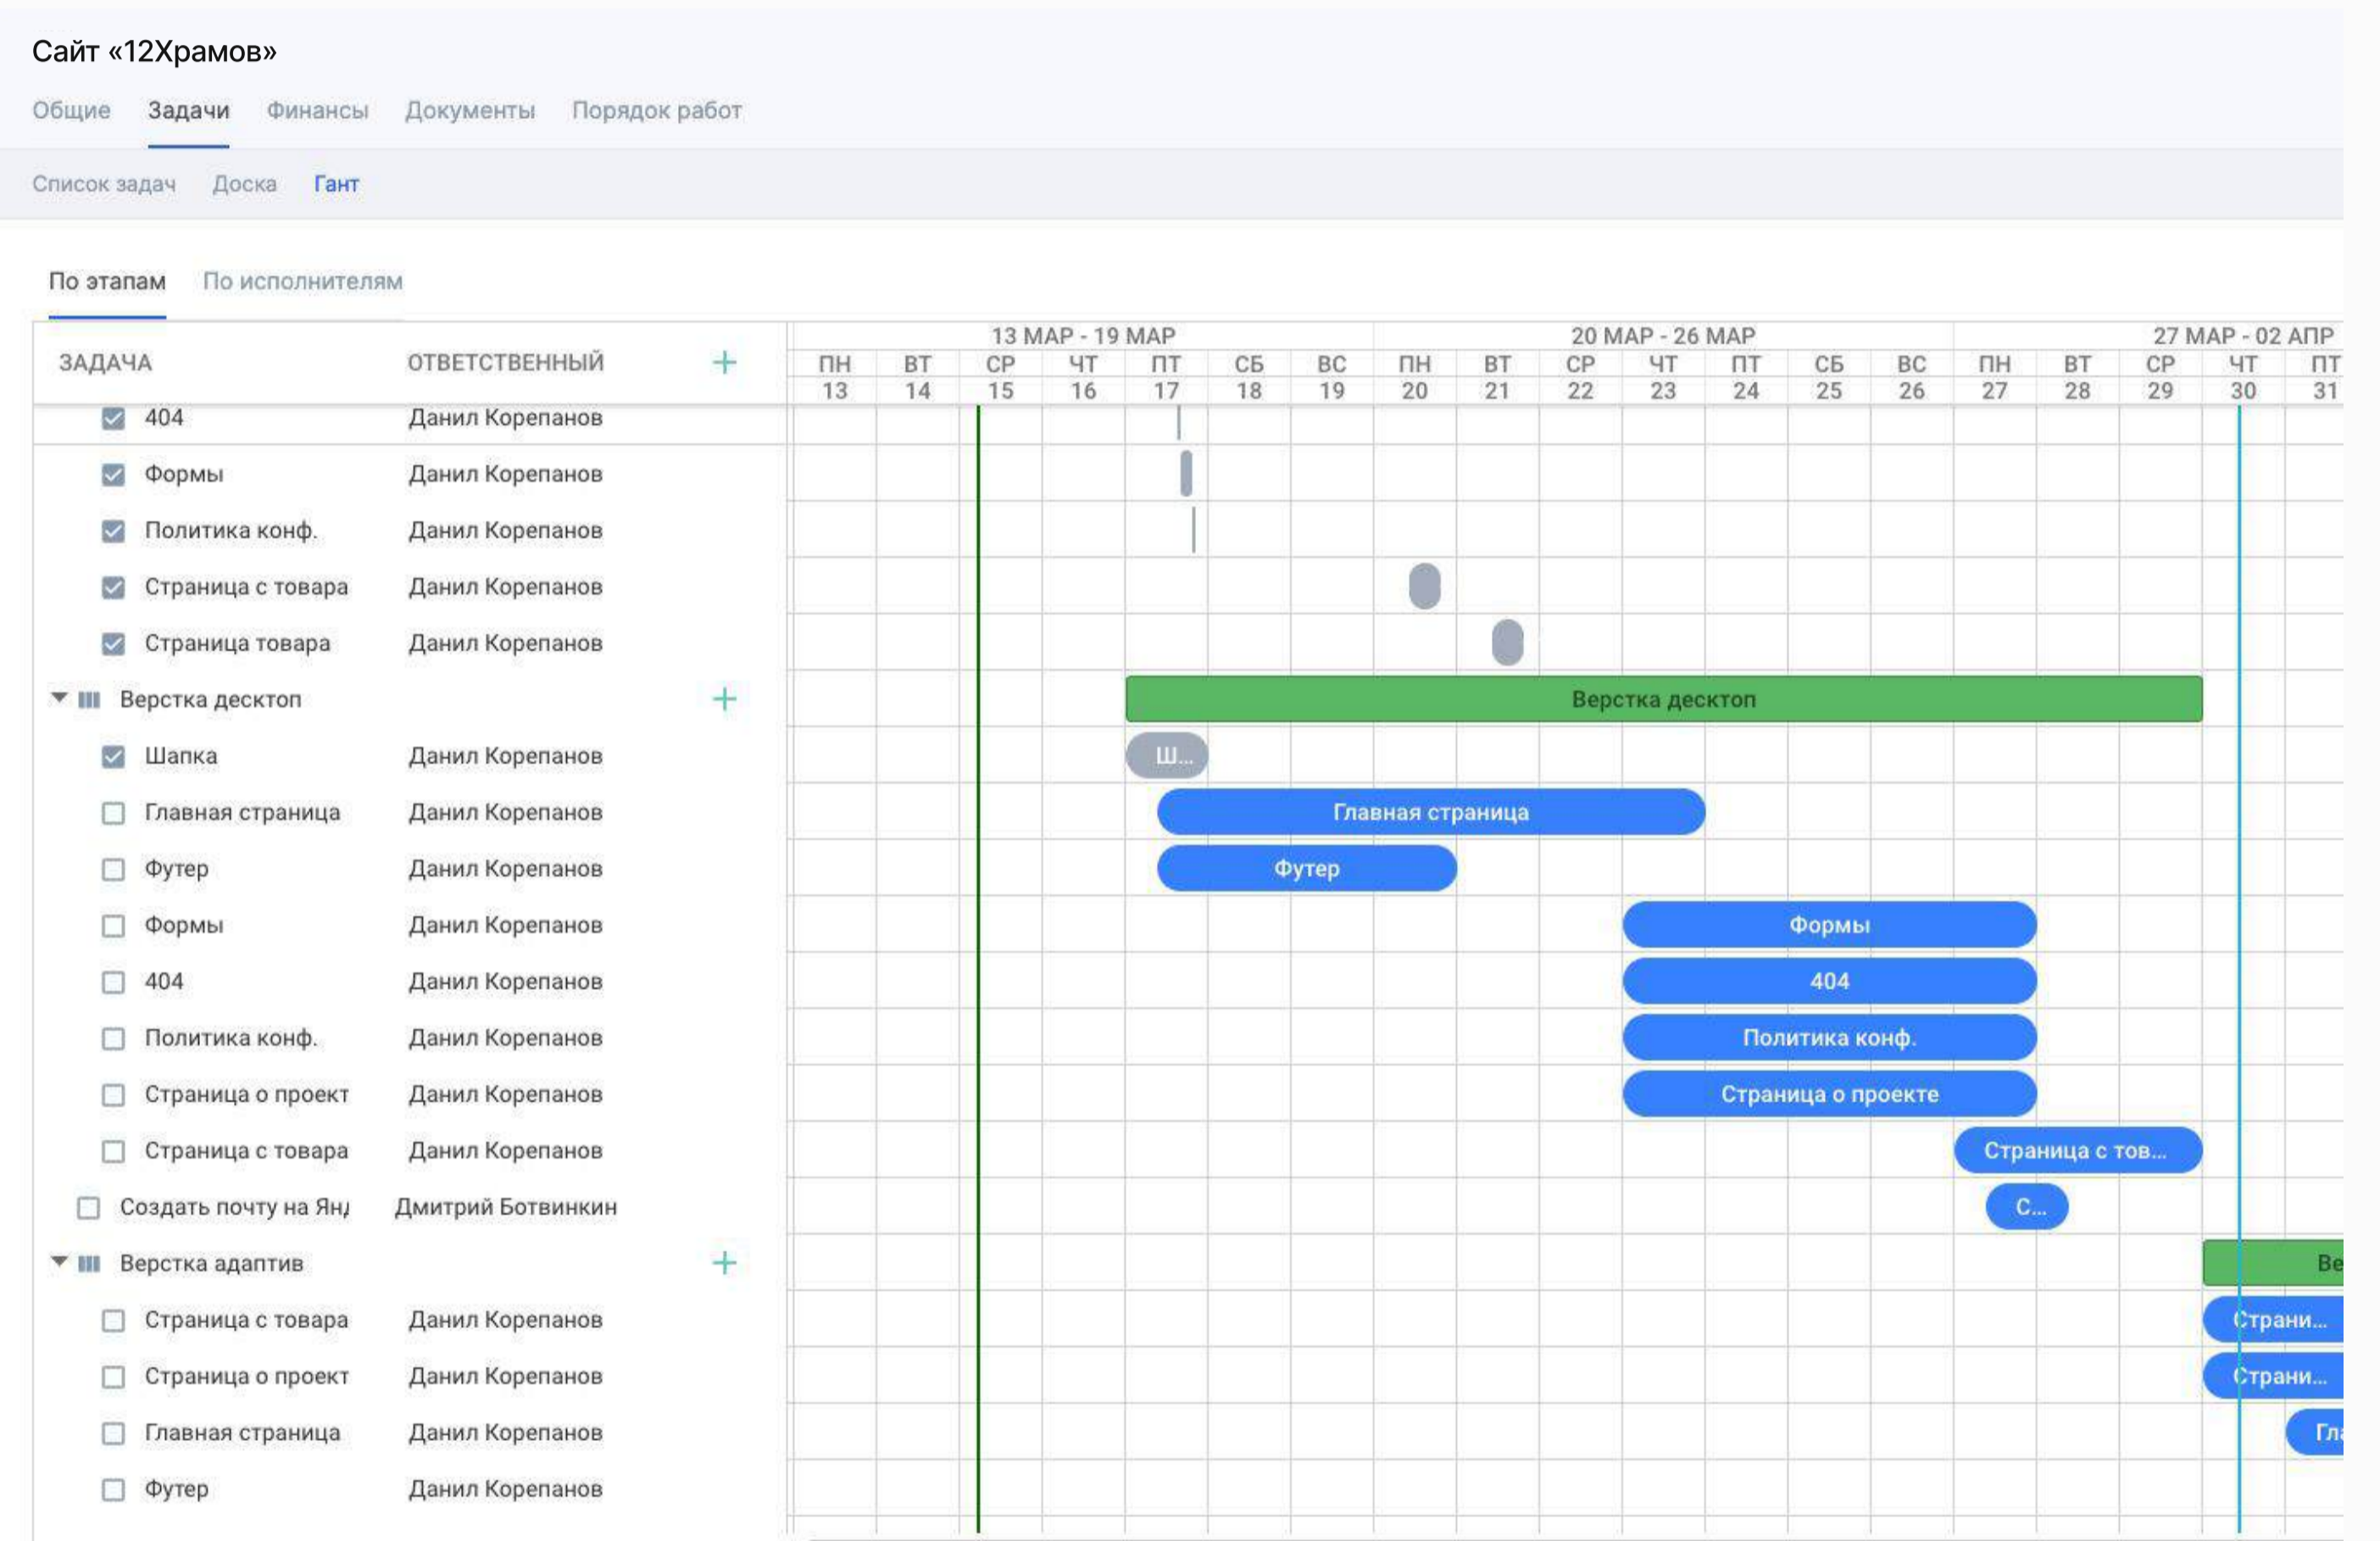 Сайт «12Храмов»
Общие Задачи Финансы Документы Порядок работ
Список задач Доска Гант
По этапам По исполнителям
13 МАР - 19 МАР 20 МАР - 26 МАР 27 МАР - 02 АПР
ЗАДАЧА ОТВЕТСТВЕННЫЙ +
ПН ВТ СР ЧТ ПТ СБ ВС ПН ВТ СР ЧТ ПТ СБ ВС ПН ВТ СР ЧТ ПТ
13 14 15 16 17 18 19 20 21 22 23 24 25 26 27 28 29 30 31
404 Данил Корепанов
Формы Данил Корепанов
Политика конф. Данил Корепанов
Страница с товара Данил Корепанов
Страница товара Данил Корепанов
Верстка десктоп + Верстка десктоп
Шапка Данил Корепанов Ш...
Главная страница Данил Корепанов Главная страница
Футер Данил Корепанов Футер
Формы Данил Корепанов Формы
404 Данил Корепанов 404
Политика конф. Данил Корепанов Политика конф.
Страница о проект Данил Корепанов Страница о проекте
Страница с товара Данил Корепанов Страница с тов...
Создать почту на Янд Дмитрий Ботвинкин С...
Верстка адаптив + Ве
Страница с товара Данил Корепанов Страни...
Страница о проект Данил Корепанов Страни...
Главная страница Данил Корепанов Гла
Футер Данил Корепанов